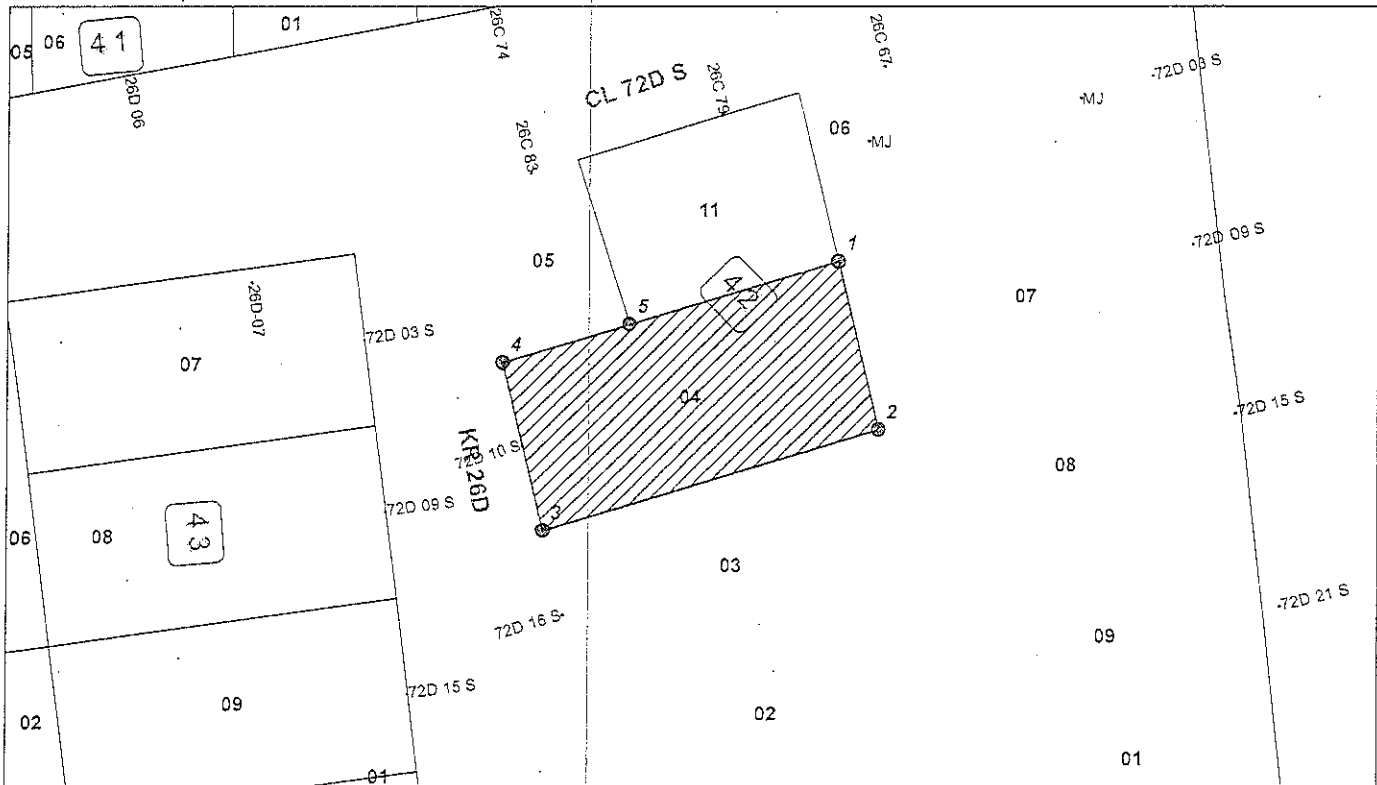 05
06
41
01
26D 06
26C 74
CL 72D S
26C 79
26C 67
72D 03 S
MJ
06
MJ
26C 83
11
72D 09 S
05
42
1
07
26D-07
72D 03 S
5
4
07
04
72D 15 S
2
KR 26D
72D 10 S
08
72D 09 S
3
43
06
08
03
72D 21 S
72D 16 S
09
72D 15 S
09
02
02
01
01